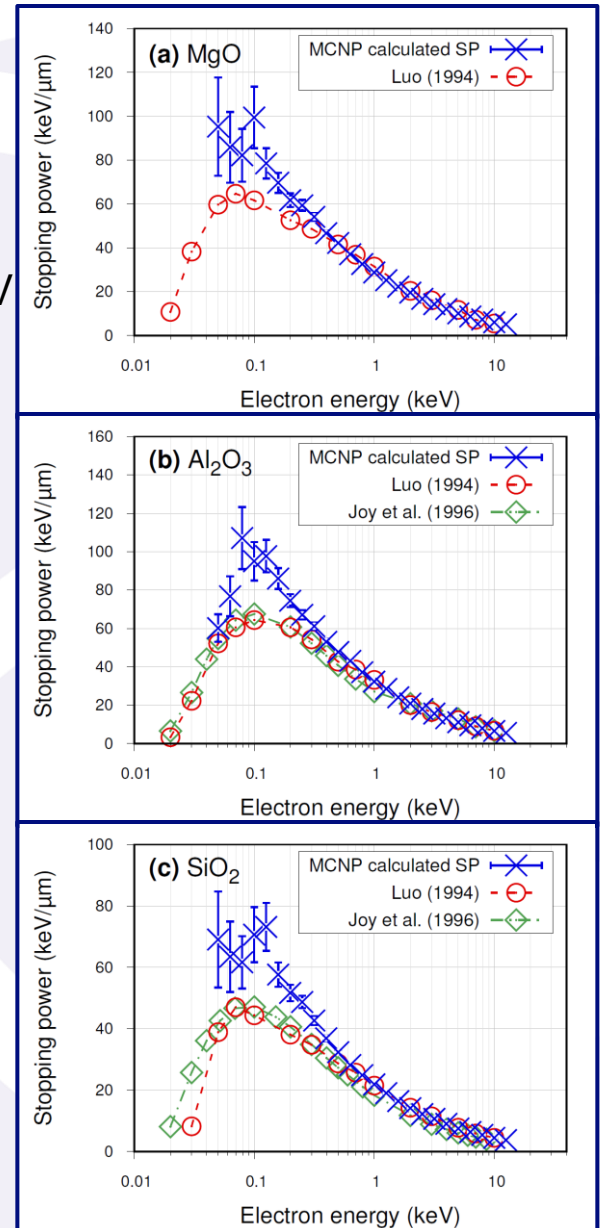 V
(a) MgO
MCNP calculated SP
Luo (1994)
Stopping power (keV/μm)
140
120
100
80
60
40
20
0
0.01 0.1 1 10
Electron energy (keV)
(b) Al₂O₃
MCNP calculated SP
Luo (1994)
Joy et al. (1996)
Stopping power (keV/μm)
160
140
120
100
80
60
40
20
0
0.01 0.1 1 10
Electron energy (keV)
(c) SiO₂
MCNP calculated SP
Luo (1994)
Joy et al. (1996)
Stopping power (keV/μm)
100
80
60
40
20
0
0.01 0.1 1 10
Electron energy (keV)